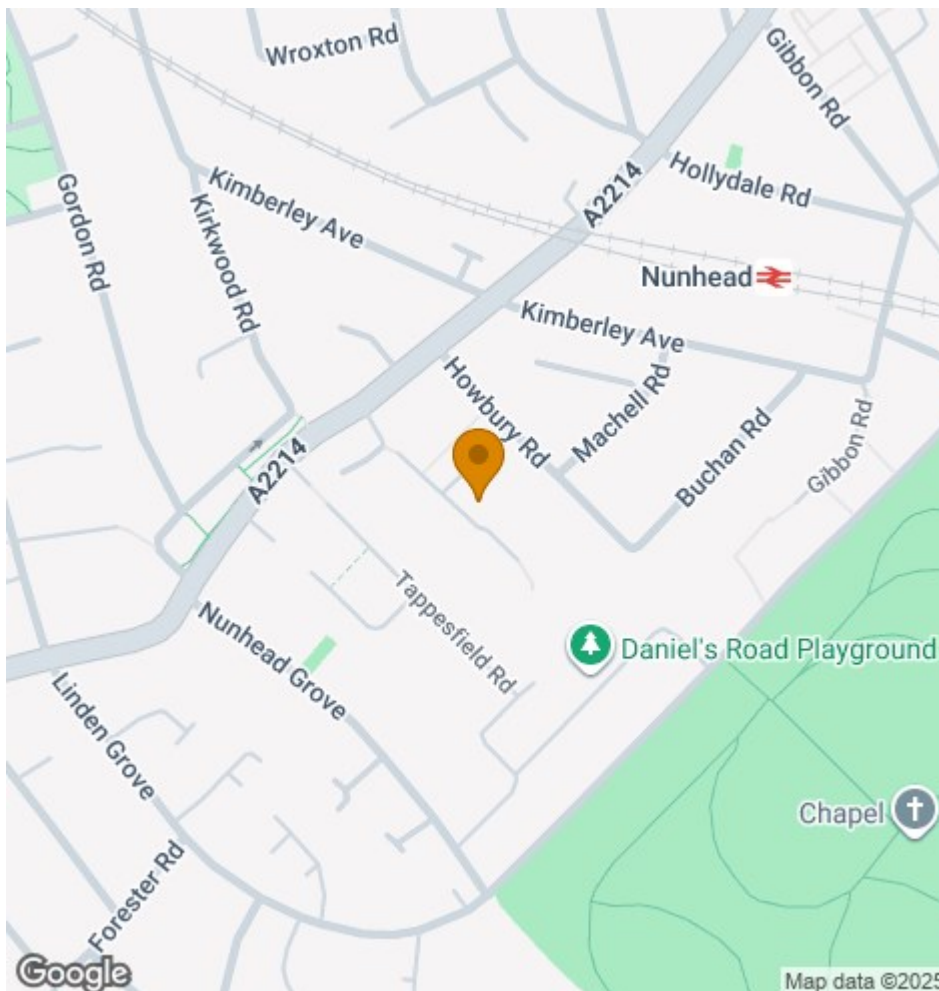 Wroxton Rd
Gibbon Rd
A2214
Hollydale Rd
Kimberley Ave
Gordon Rd
Kirkwood Rd
Nunhead
Kimberley Ave
Howbury Rd
Machell Rd
Buchan Rd
Gibbon Rd
A2214
Tappesfield Rd
Nunhead Grove
Daniel's Road Playground
Linden Grove
Chapel
Forester Rd
Google
Map data ©2025